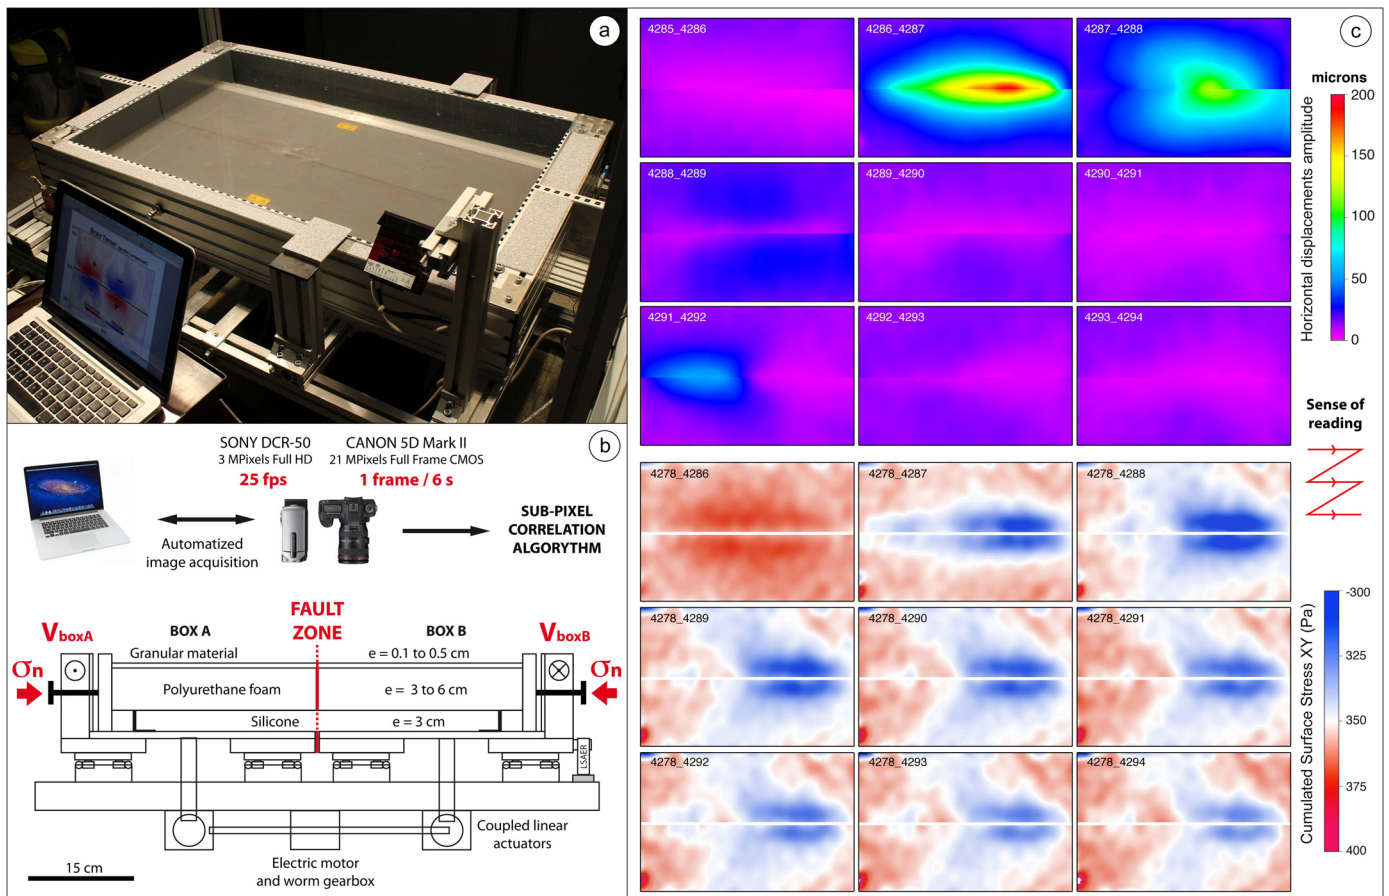 a
Strain Tensor
b
SONY DCR-50
3 MPixels Full HD
25 fps
CANON 5D Mark II
21 MPixels Full Frame CMOS
1 frame / 6 s
Automatized
image acquisition
SUB-PIXEL
CORRELATION
ALGORYTHM
FAULT
ZONE
VboxA
BOX A
BOX B
VboxB
σn
σn
Granular material
e = 0.1 to 0.5 cm
Polyurethane foam
e = 3 to 6 cm
Silicone
e = 3 cm
LSAER
Coupled linear
actuators
Electric motor
and worm gearbox
15 cm
c
4285_4286
4286_4287
4287_4288
4288_4289
4289_4290
4290_4291
4291_4292
4292_4293
4293_4294
microns
200
150
100
50
0
Horizontal displacements amplitude
Sense of
reading
4278_4286
4278_4287
4278_4288
4278_4289
4278_4290
4278_4291
4278_4292
4278_4293
4278_4294
-300
-325
350
375
400
Cumulated Surface Stress XY (Pa)